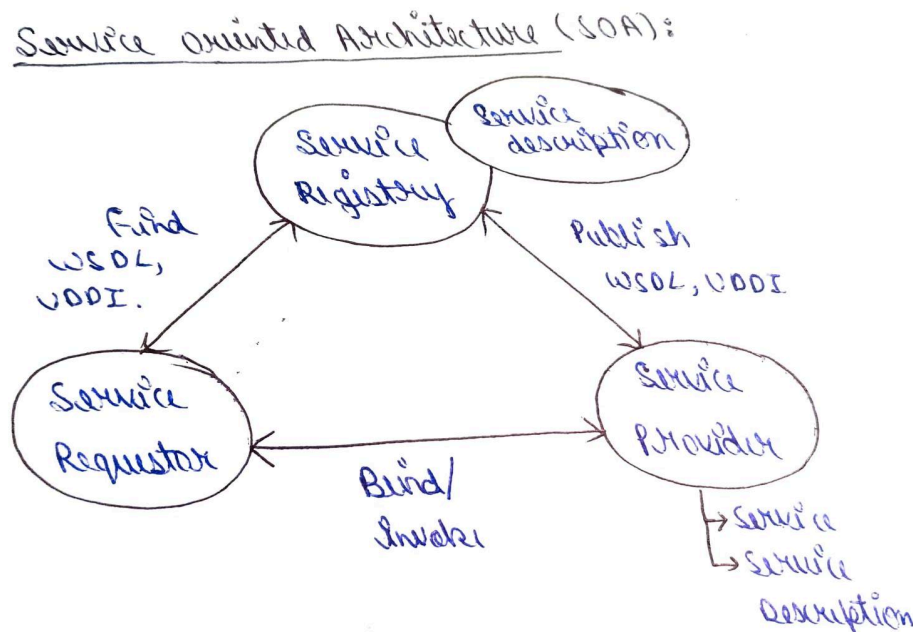 Service oriented Architecture (SOA):
Service
description
Service
Registry
Find
WSDL,
UDDI.
Publish
WSDL, UDDI
Service
Requestor
Service
Provider
Bind/
Invoke
Service
Service
Description